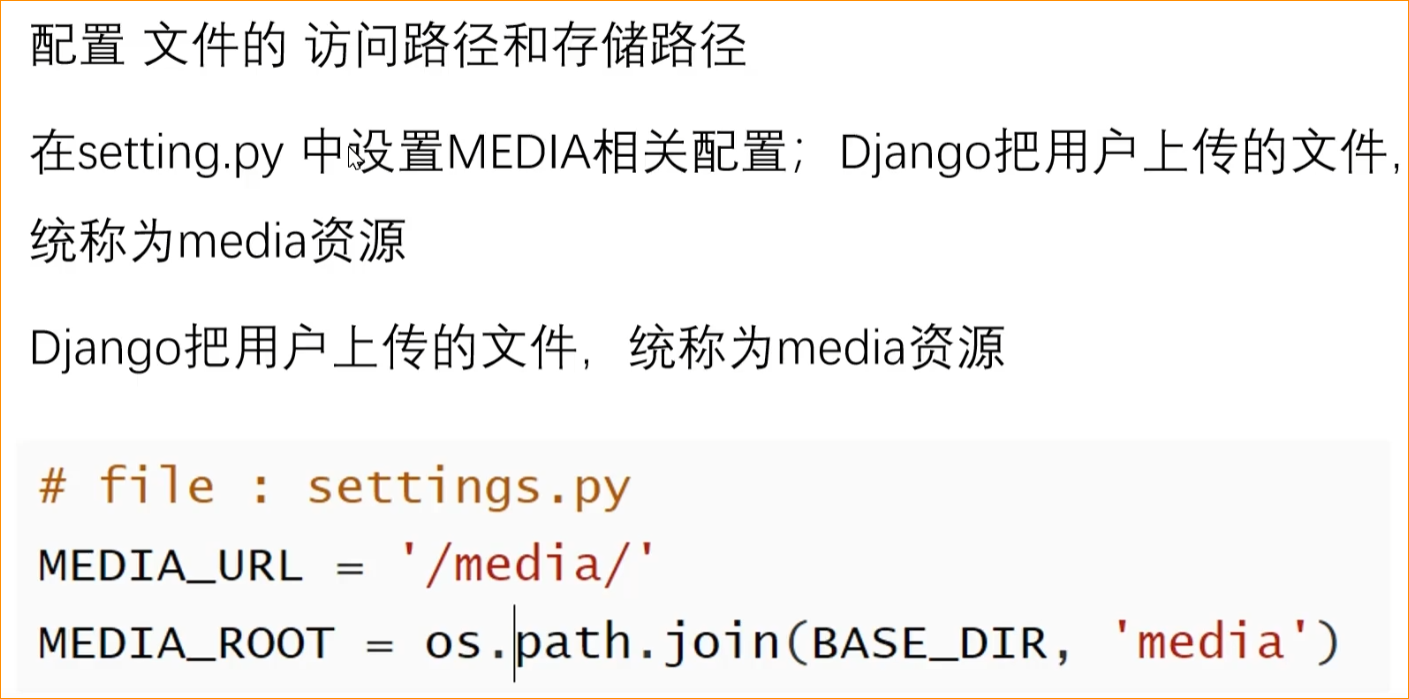 配置 文件的 访问路径和存储路径
在setting.py 中设置MEDIA相关配置；Django把用户上传的文件,
统称为media资源
Django把用户上传的文件，统称为media资源
# file : settings.py
MEDIA_URL = '/media/'
MEDIA_ROOT = os.path.join(BASE_DIR, 'media')